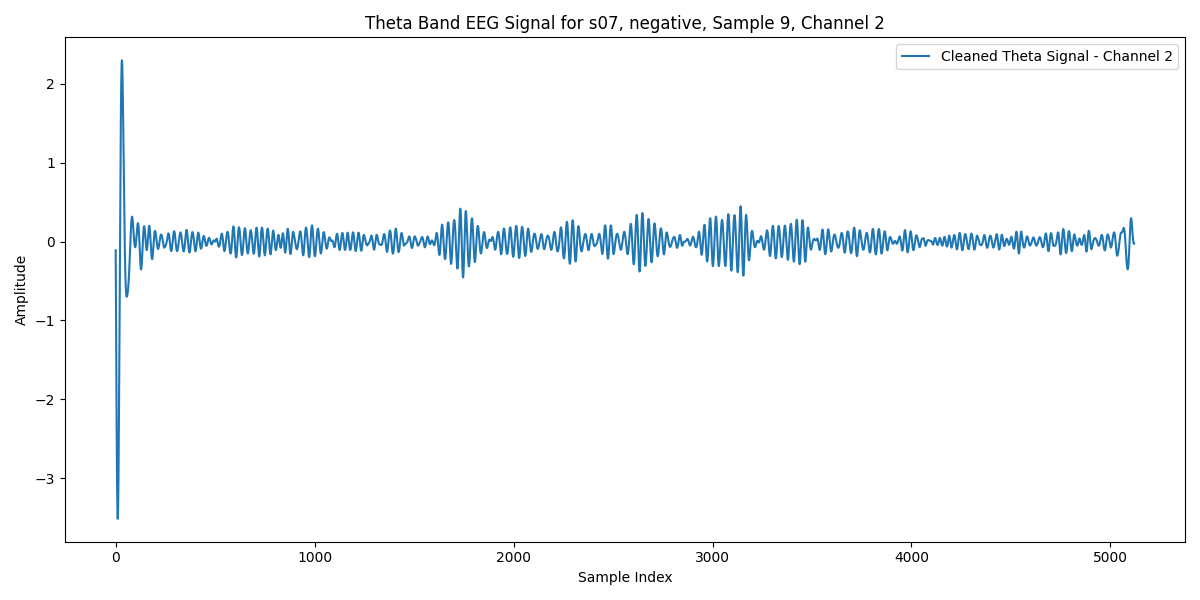 Theta Band EEG Signal for s07, negative, Sample 9, Channel 2
Cleaned Theta Signal - Channel 2
Amplitude
2
1
0
−1
−2
−3
0 1000 2000 3000 4000 5000
Sample Index